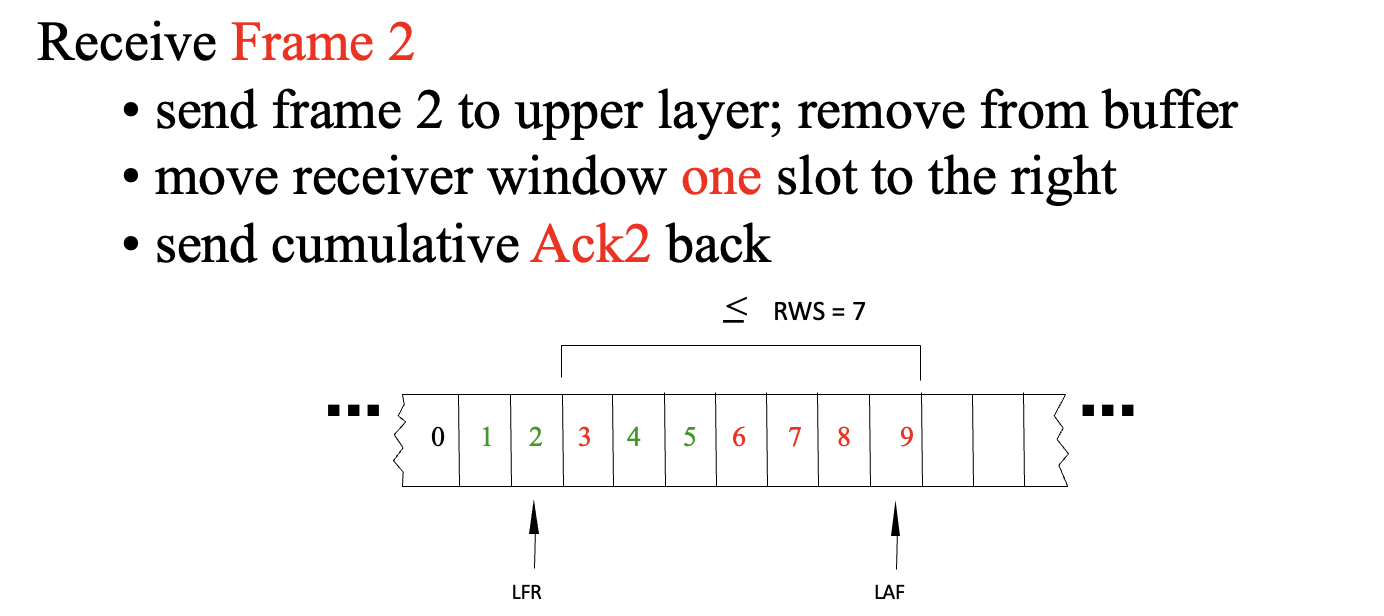 Receive Frame 2
• send frame 2 to upper layer; remove from buffer
• move receiver window one slot to the right
• send cumulative Ack2 back
≤ RWS = 7
0 1 2 3 4 5 6 7 8 9
LFR LAF